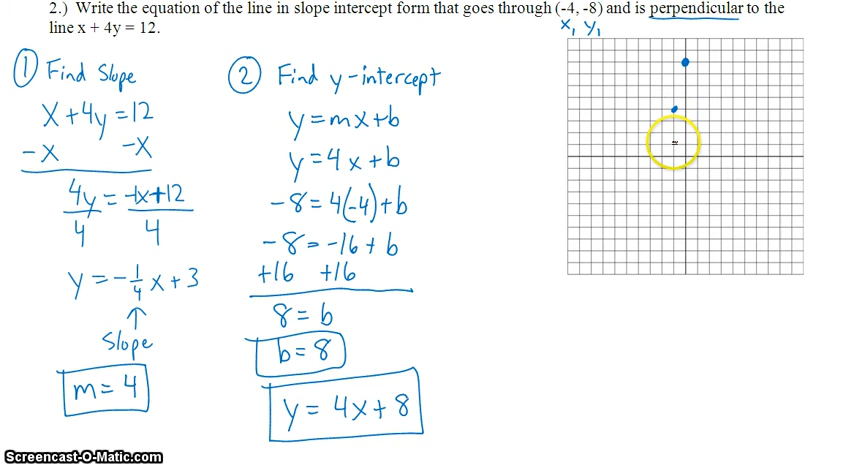 2.) Write the equation of the line in slope intercept form that goes through (-4, -8) and is perpendicular to the
line x + 4y = 12.
x₁ y₁
① Find Slope
x+4y=12
-x -x
4y = -1x+12
4 4
y = -1/4 x + 3
↑
Slope
m = 4
② Find y-intercept
y = mx+b
y = 4x+b
-8 = 4(-4)+b
-8 = -16 + b
+16 +16
8 = b
b = 8
y = 4x + 8
Screencast-O-Matic.com